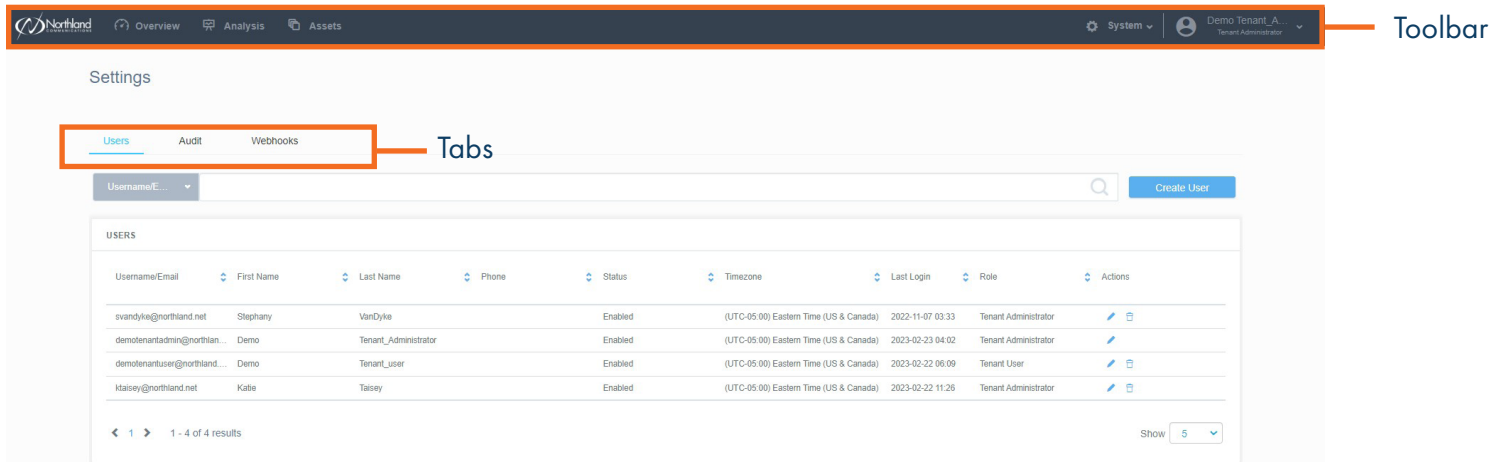 Northland COMMUNICATIONS Overview Analysis Assets System Demo Tenant_A... Tenant Administrator
Toolbar
Settings
Users Audit Webhooks
Tabs
Username/E... Create User
USERS
Username/Email First Name Last Name Phone Status Timezone Last Login Role Actions
svandyke@northland.net Stephany VanDyke Enabled (UTC-05:00) Eastern Time (US & Canada) 2022-11-07 03:33 Tenant Administrator
demotenantadmin@northlan... Demo Tenant_Administrator Enabled (UTC-05:00) Eastern Time (US & Canada) 2023-02-23 04:02 Tenant Administrator
demotenantuser@northland.... Demo Tenant_user Enabled (UTC-05:00) Eastern Time (US & Canada) 2023-02-22 06:09 Tenant User
ktaisey@northland.net Katie Taisey Enabled (UTC-05:00) Eastern Time (US & Canada) 2023-02-22 11:26 Tenant Administrator
1 1 - 4 of 4 results Show 5